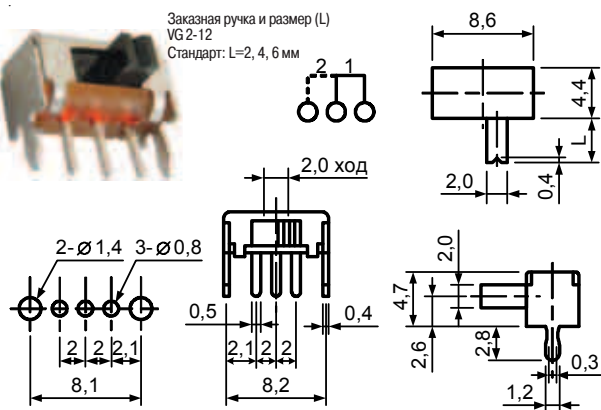 Заказная ручка и размер (L)
VG 2-12
Стандарт: L=2, 4, 6 мм
2 1
8,6
4,4
L
2,0
0,4
2,0 ход
2-Ø1,4
3-Ø0,8
2 2 2,1
8,1
0,5
0,4
2,1 2 2
8,2
2,0
4,7
2,6
2,8
0,3
1,2